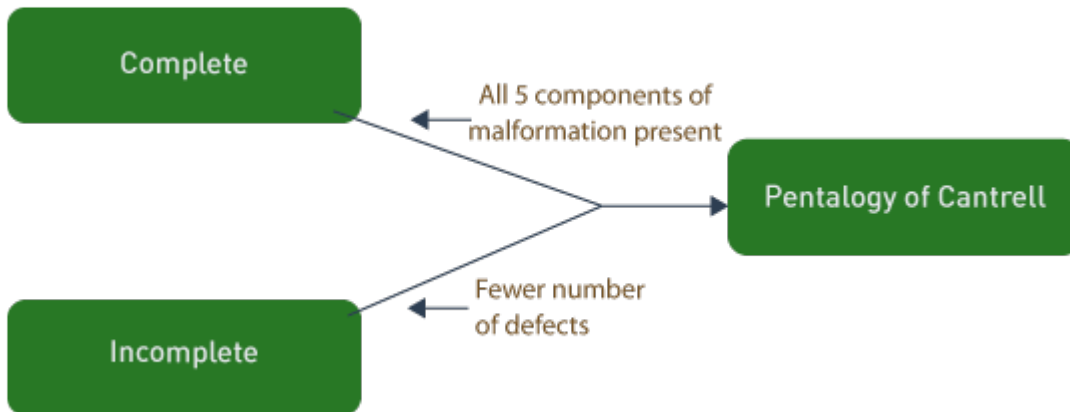 Complete
All 5 components of
malformation present
Pentalogy of Cantrell
Fewer number
of defects
Incomplete